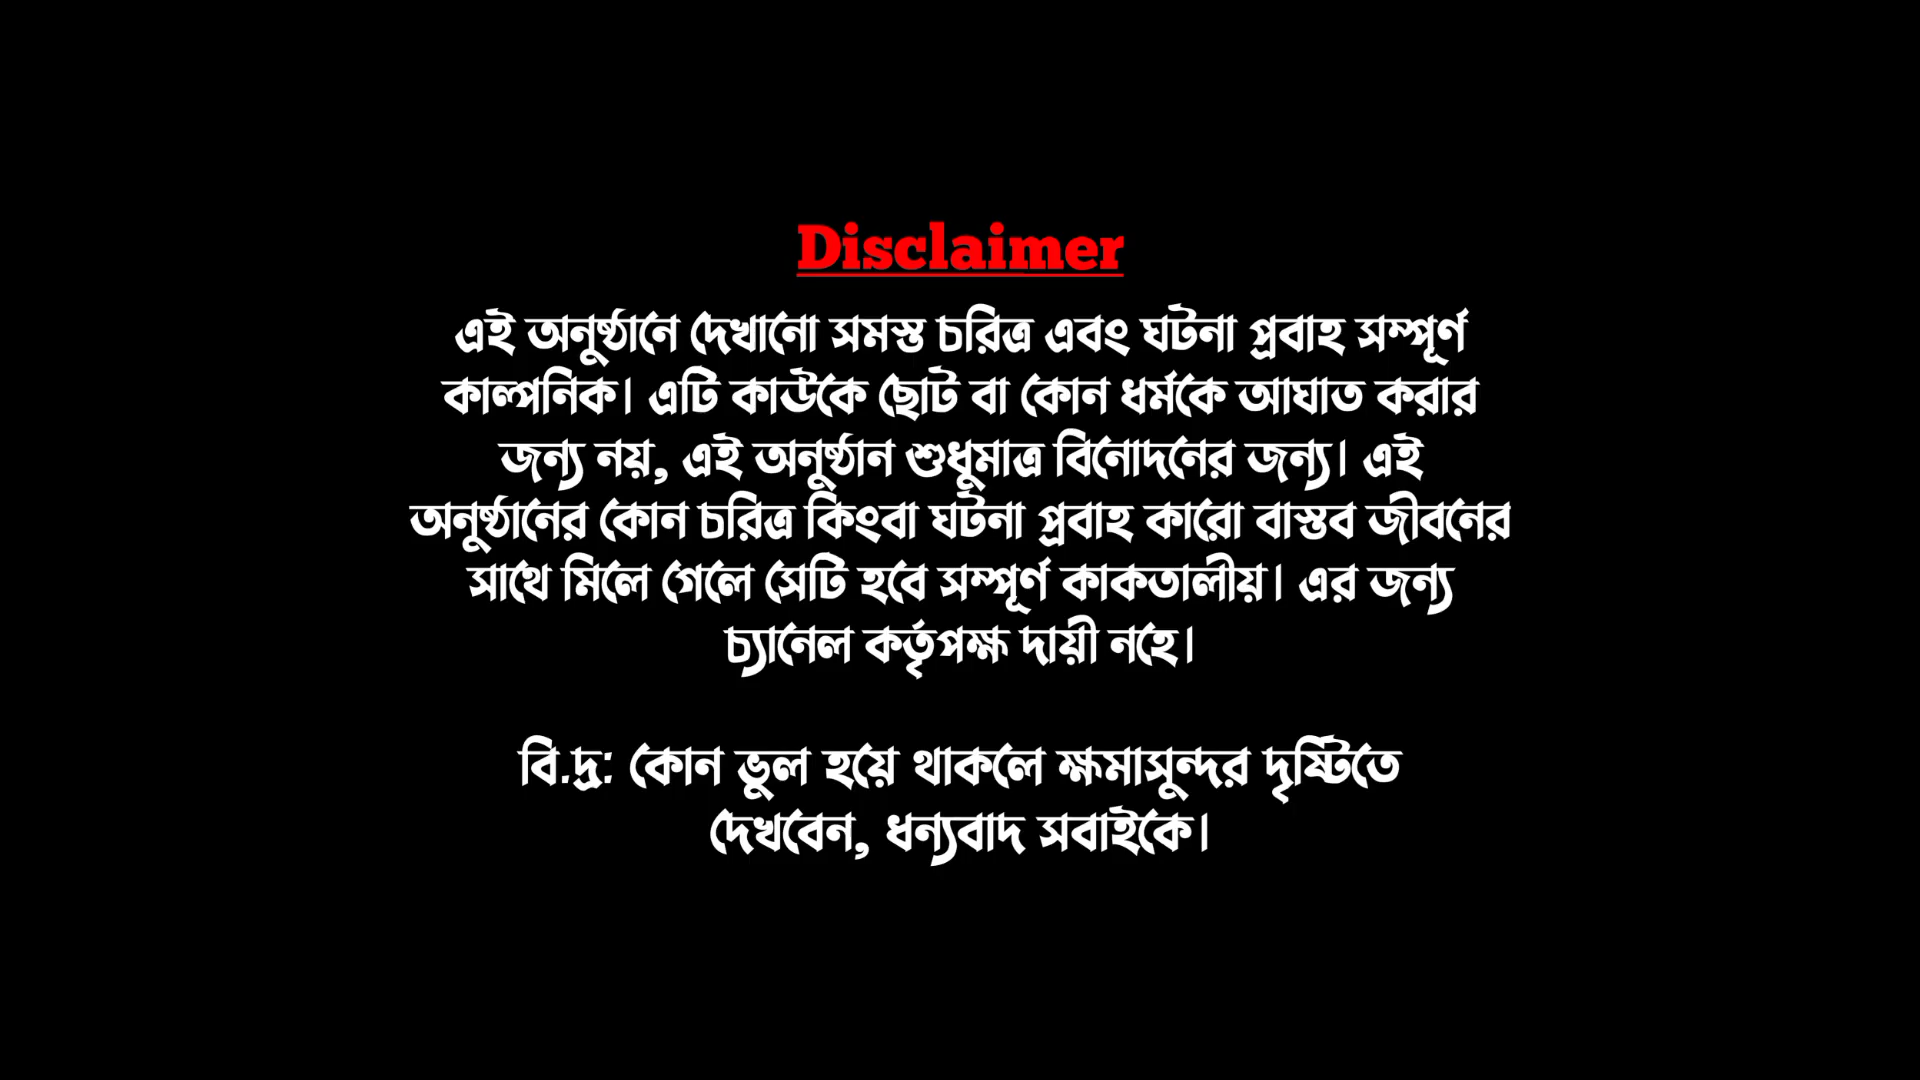 Disclaimer
এই অনুষ্ঠানে দেখানো সমস্ত চরিত্র এবং ঘটনা প্রবাহ সম্পূর্ণ
কাল্পনিক। এটি কাউকে ছোট বা কোন ধর্মকে আঘাত করার
জন্য নয়, এই অনুষ্ঠান শুধুমাত্র বিনোদনের জন্য। এই
অনুষ্ঠানের কোন চরিত্র কিংবা ঘটনা প্রবাহ কারো বাস্তব জীবনের
সাথে মিলে গেলে সেটি হবে সম্পূর্ণ কাকতালীয়। এর জন্য
চ্যানেল কর্তৃপক্ষ দায়ী নহে।
বি.দ্র: কোন ভুল হয়ে থাকলে ক্ষমাসুন্দর দৃষ্টিতে
দেখবেন, ধন্যবাদ সবাইকে।